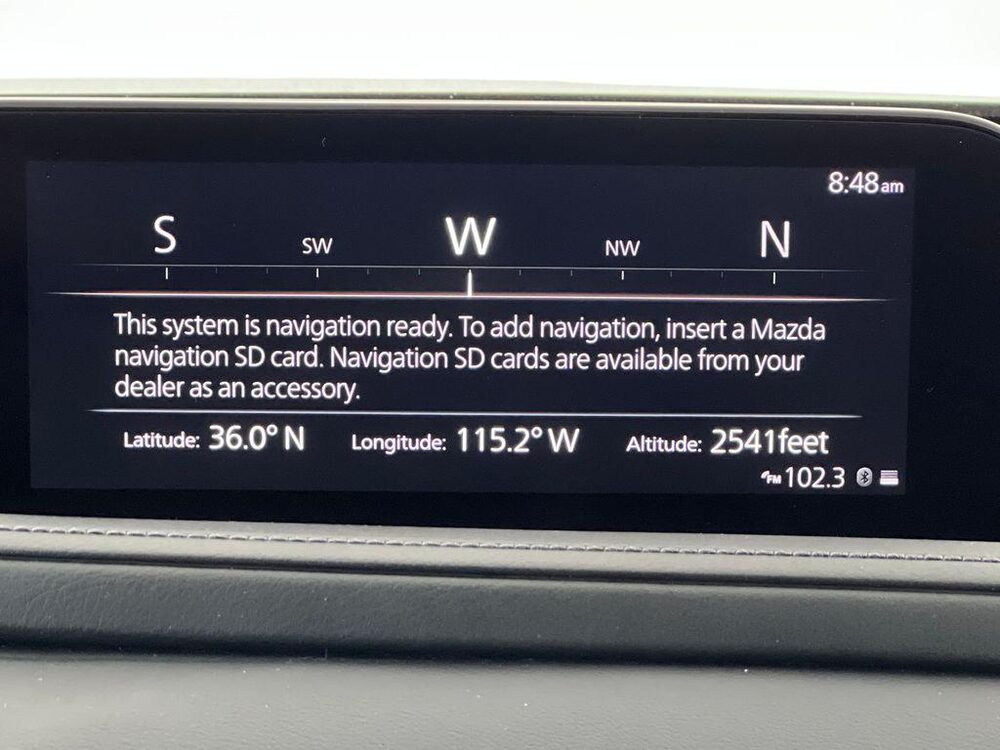 8:48am
S SW W NW N
This system is navigation ready. To add navigation, insert a Mazda
navigation SD card. Navigation SD cards are available from your
dealer as an accessory.
Latitude: 36.0° N Longitude: 115.2° W Altitude: 2541feet
FM 102.3